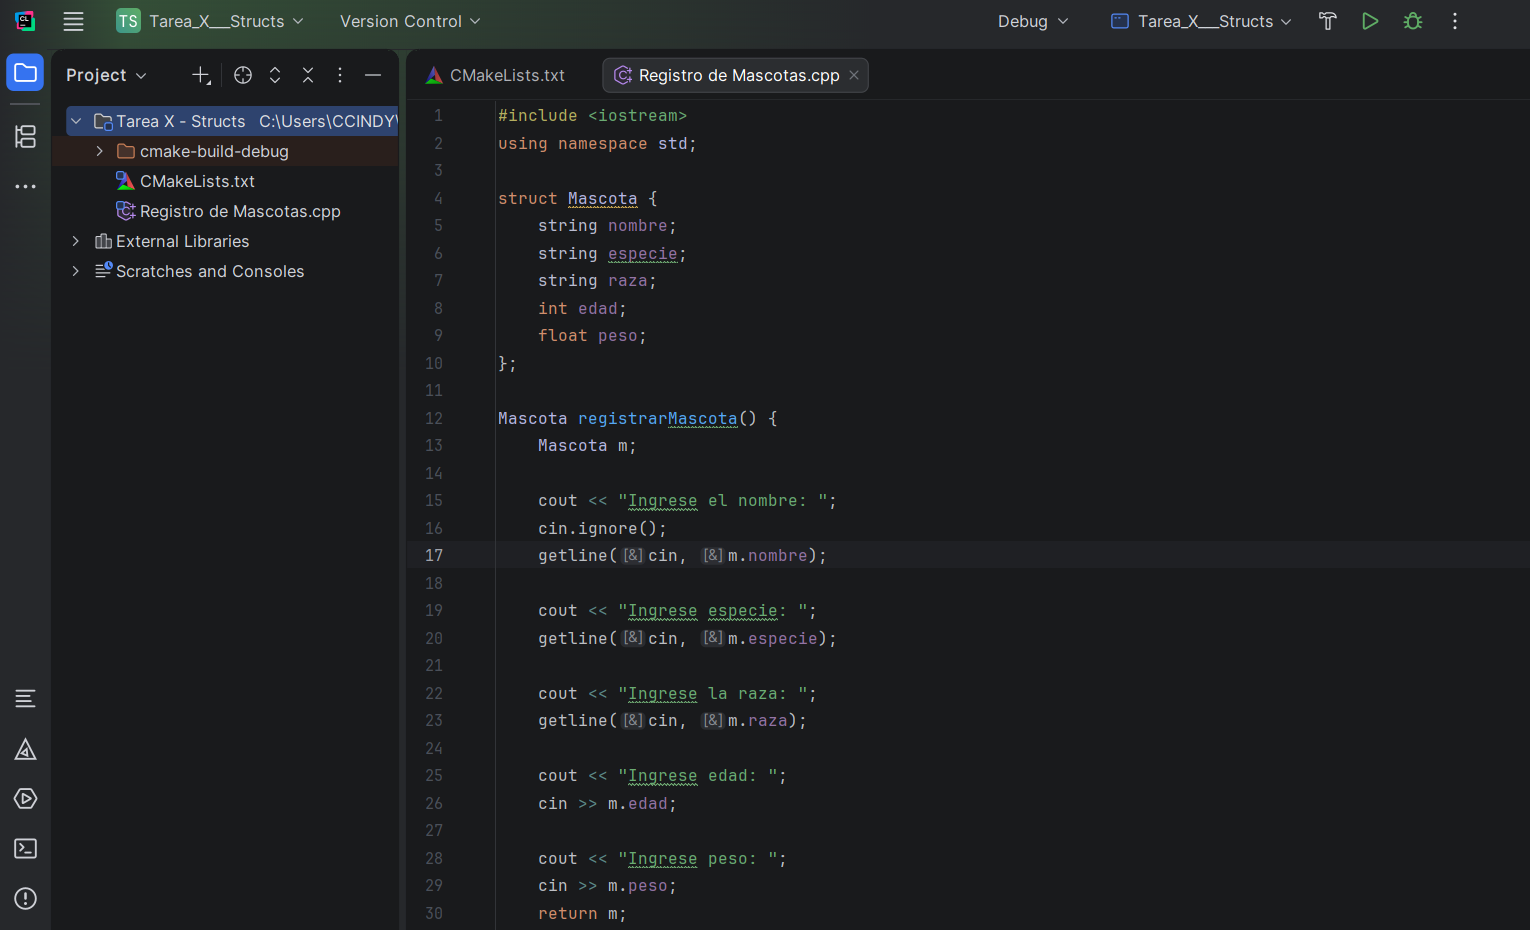 CL
TS Tarea_X___Structs Version Control Debug Tarea_X___Structs
Project
CMakeLists.txt Registro de Mascotas.cpp
Tarea X - Structs C:\Users\CCINDY\
cmake-build-debug
CMakeLists.txt
Registro de Mascotas.cpp
External Libraries
Scratches and Consoles
1 #include <iostream>
2 using namespace std;
3
4 struct Mascota {
5 string nombre;
6 string especie;
7 string raza;
8 int edad;
9 float peso;
10 };
11
12 Mascota registrarMascota() {
13 Mascota m;
14
15 cout << "Ingrese el nombre: ";
16 cin.ignore();
17 getline([&]cin, [&]m.nombre);
18
19 cout << "Ingrese especie: ";
20 getline([&]cin, [&]m.especie);
21
22 cout << "Ingrese la raza: ";
23 getline([&]cin, [&]m.raza);
24
25 cout << "Ingrese edad: ";
26 cin >> m.edad;
27
28 cout << "Ingrese peso: ";
29 cin >> m.peso;
30 return m;